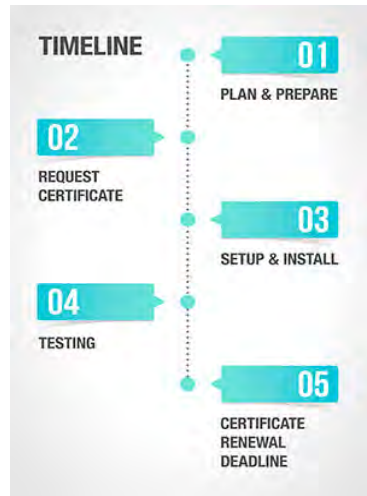 TIMELINE
01
PLAN & PREPARE
02
REQUEST
CERTIFICATE
03
SETUP & INSTALL
04
TESTING
05
CERTIFICATE
RENEWAL
DEADLINE